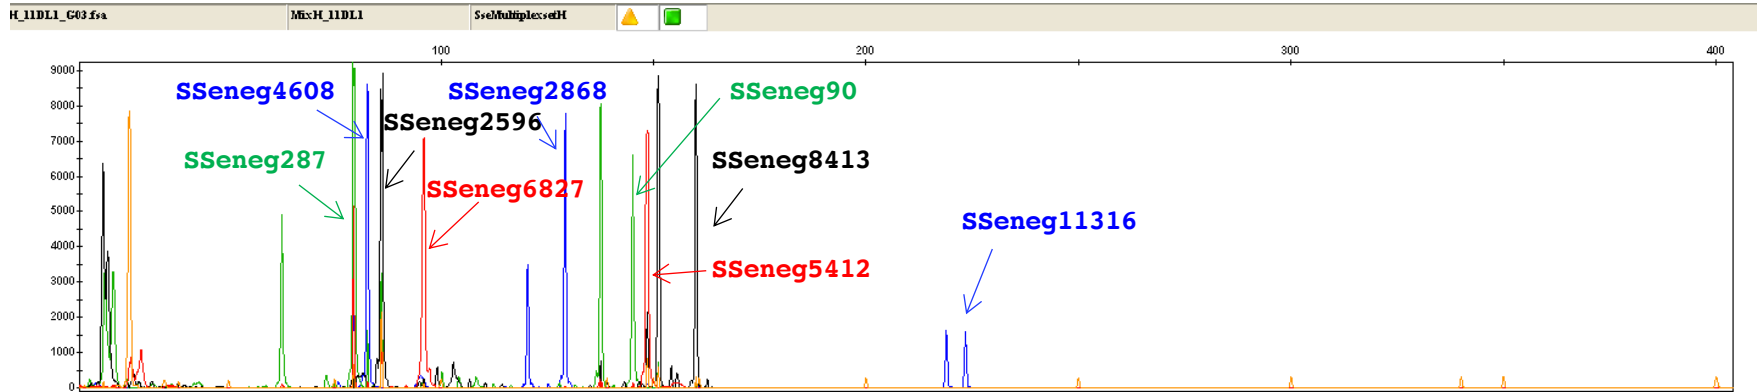 H_11DL1_G03.fsa MixH_11DL1 SseMultiplexsetH
100 200 300 400
9000
8000
7000
6000
5000
4000
3000
2000
1000
0
SSeneg4608 SSeneg2868 SSeneg90
SSeneg2596
SSeneg287 SSeneg8413
SSeneg6827
SSeneg11316
SSeneg5412